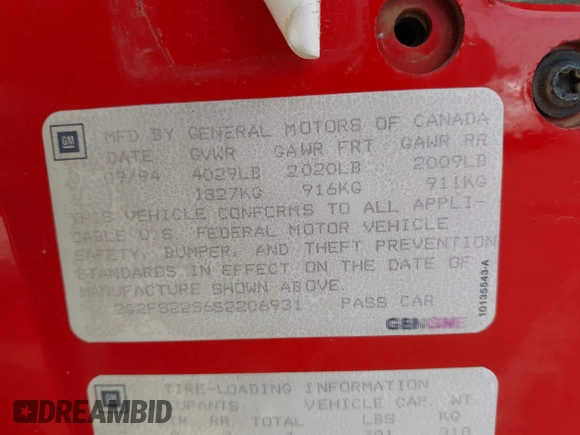 GM
MFD BY GENERAL MOTORS OF CANADA
DATE GVWR GAWR FRT GAWR RR
09/94 4029LB 2020LB 2009LB
1827KG 916KG 911KG
THIS VEHICLE CONFORMS TO ALL APPLI-
CABLE U.S. FEDERAL MOTOR VEHICLE
SAFETY, BUMPER, AND THEFT PREVENTION
STANDARDS IN EFFECT ON THE DATE OF
MANUFACTURE SHOWN ABOVE.
2G2FS22S6S2206931 PASS CAR
GENGME
10135543-A
TIRE-LOADING INFORMATION
VEHICLE CAP. WT.
RR. TOTAL LBS KG
DREAMBID